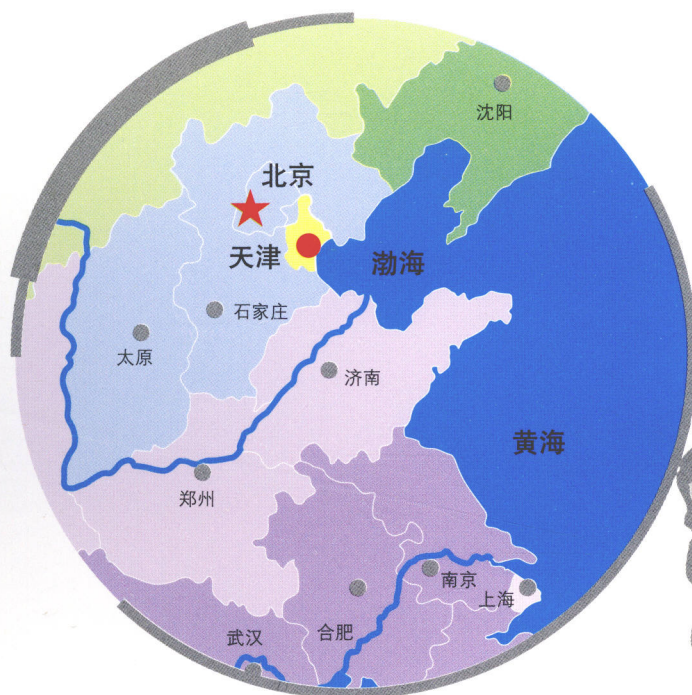 沈阳
北京
天津
渤海
石家庄
太原
济南
黄海
郑州
南京
上海
武汉
合肥